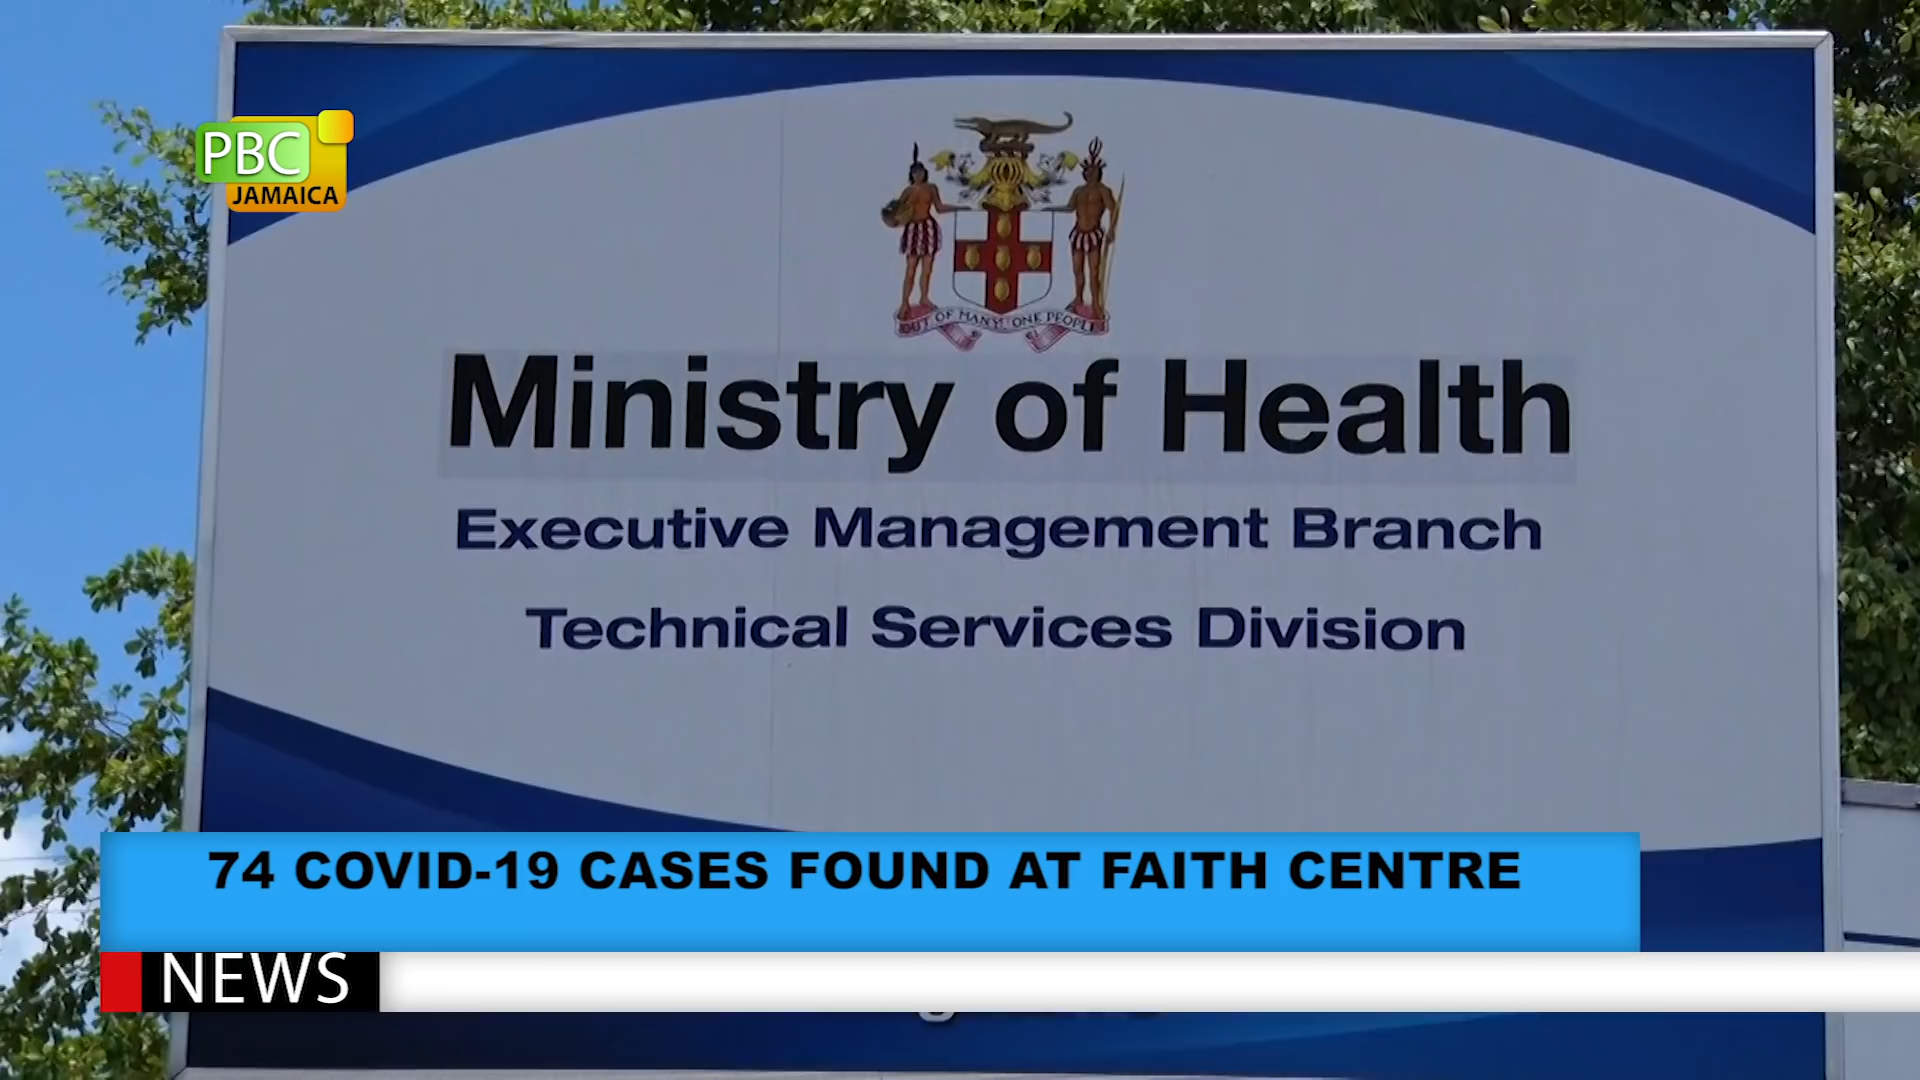 PBC
JAMAICA
OUT OF MANY, ONE PEOPLE
Ministry of Health
Executive Management Branch
Technical Services Division
74 COVID-19 CASES FOUND AT FAITH CENTRE
NEWS